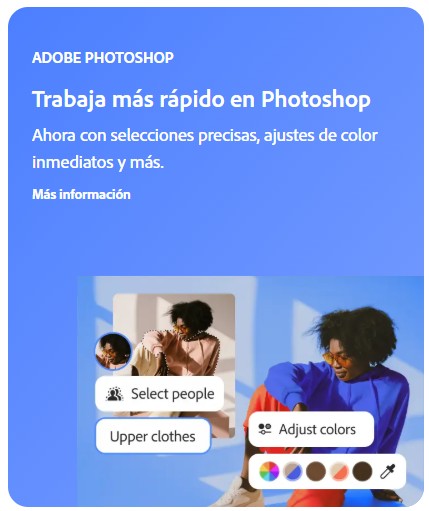 ADOBE PHOTOSHOP
Trabaja más rápido en Photoshop
Ahora con selecciones precisas, ajustes de color
inmediatos y más.
Más información
Select people
Upper clothes
Adjust colors